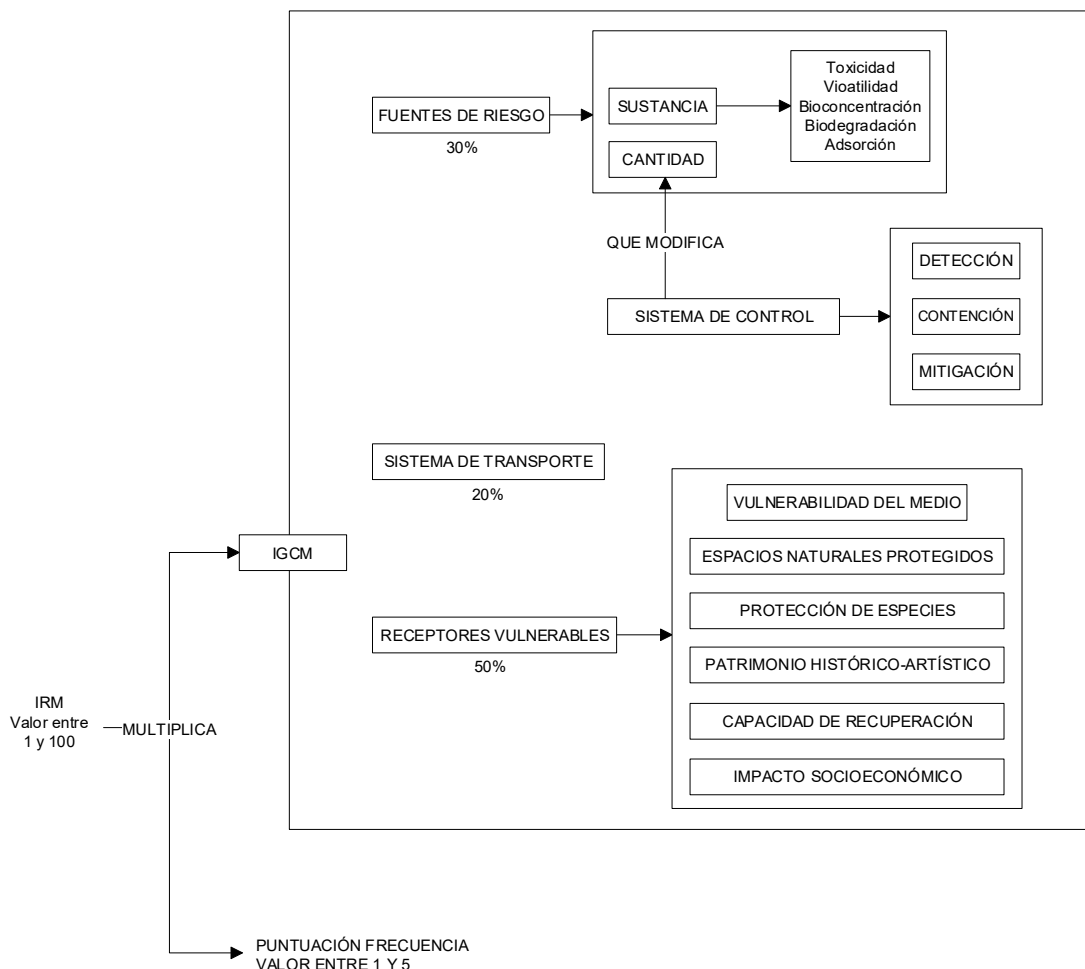 Toxicidad
Vioatilidad
Bioconcentración
Biodegradación
Adsorción
FUENTES DE RIESGO
30%
SUSTANCIA
CANTIDAD
QUE MODIFICA
SISTEMA DE CONTROL
DETECCIÓN
CONTENCIÓN
MITIGACIÓN
SISTEMA DE TRANSPORTE
20%
IGCM
RECEPTORES VULNERABLES
50%
VULNERABILIDAD DEL MEDIO
ESPACIOS NATURALES PROTEGIDOS
PROTECCIÓN DE ESPECIES
PATRIMONIO HISTÓRICO-ARTÍSTICO
CAPACIDAD DE RECUPERACIÓN
IMPACTO SOCIOECONÓMICO
IRM
Valor entre
1 y 100
MULTIPLICA
PUNTUACIÓN FRECUENCIA
VALOR ENTRE 1 Y 5